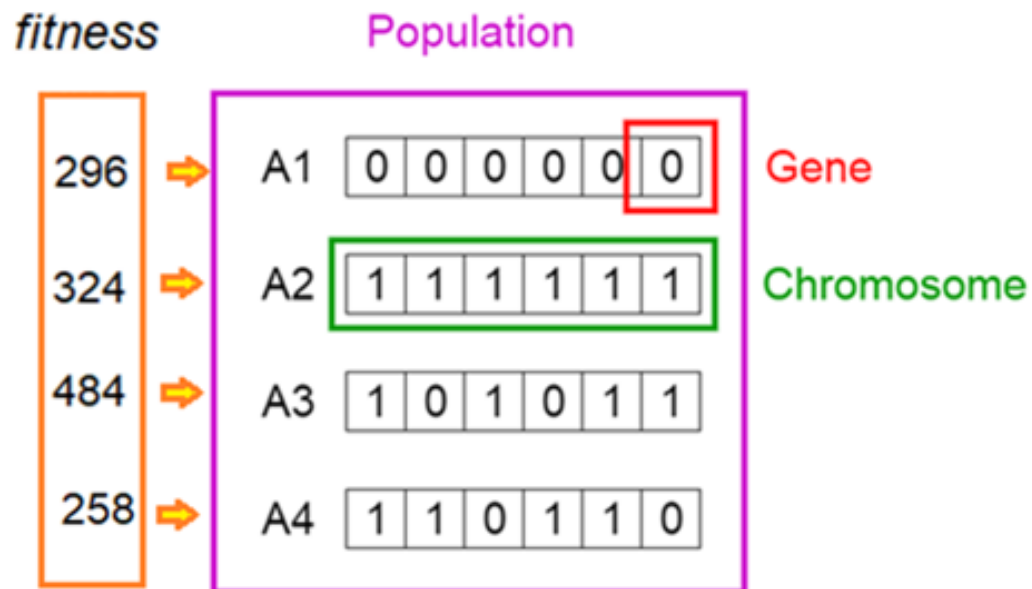 fitness Population
296 A1 0 0 0 0 0 0 Gene
324 A2 1 1 1 1 1 1 Chromosome
484 A3 1 0 1 0 1 1
258 A4 1 1 0 1 1 0